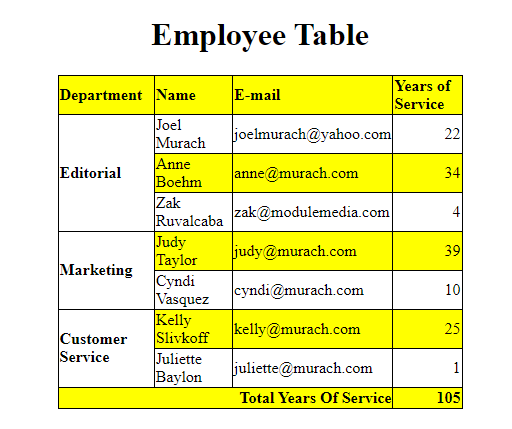 Employee Table
Department Name E-mail Years of Service
Editorial Joel Murach joelmurach@yahoo.com 22
Anne Boehm anne@murach.com 34
Zak Ruvalcaba zak@modulemedia.com 4
Marketing Judy Taylor judy@murach.com 39
Cyndi Vasquez cyndi@murach.com 10
Customer Service Kelly Slivkoff kelly@murach.com 25
Juliette Baylon juliette@murach.com 1
Total Years Of Service 105